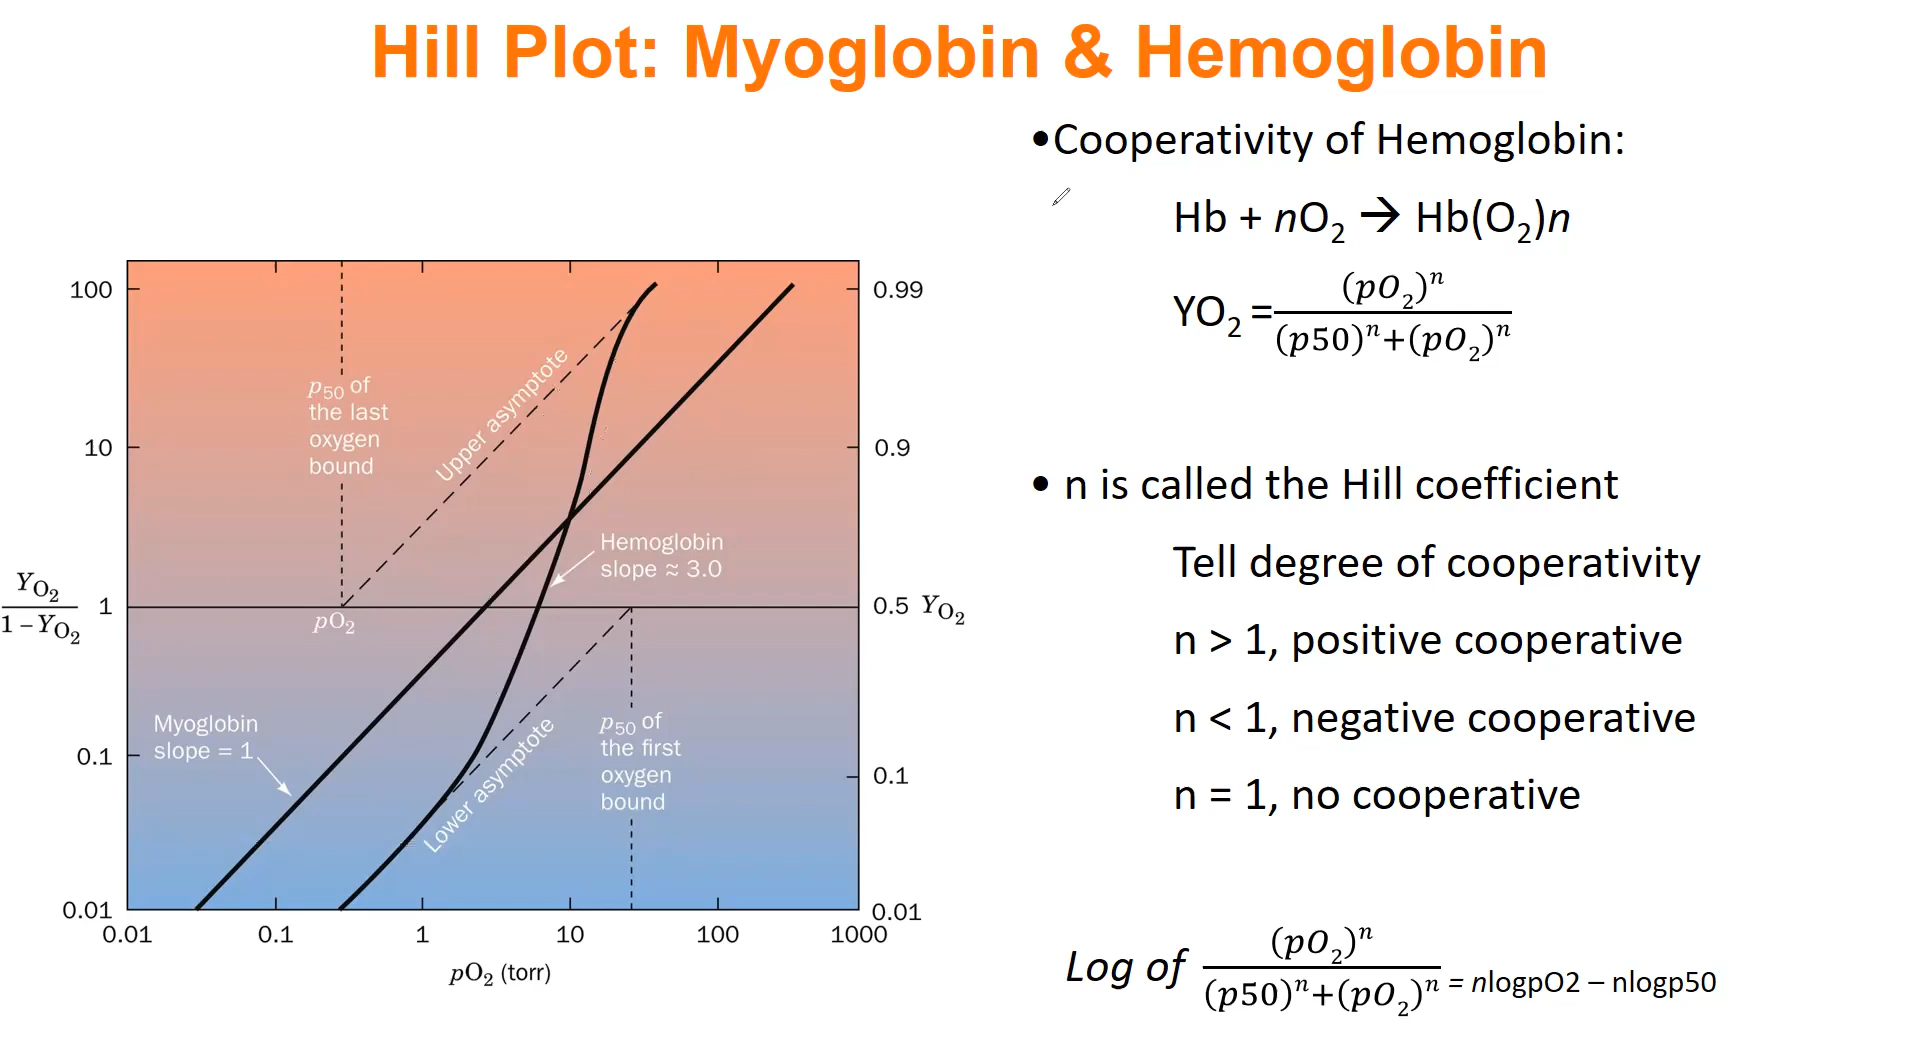 Hill Plot: Myoglobin & Hemoglobin
•Cooperativity of Hemoglobin:
Hb + nO₂ → Hb(O₂)n
YO₂ = (pO₂)ⁿ / (p50)ⁿ+(pO₂)ⁿ
• n is called the Hill coefficient
Tell degree of cooperativity
n > 1, positive cooperative
n < 1, negative cooperative
n = 1, no cooperative
Log of (pO₂)ⁿ / (p50)ⁿ+(pO₂)ⁿ = nlogpO2 – nlogp50
100
10
1
0.1
0.01
Y_O₂ / 1 – Y_O₂
0.99
0.9
0.5 Y_O₂
0.1
0.01
p₅₀ of
the last
oxygen
bound
Upper asymptote
Hemoglobin
slope ≈ 3.0
pO₂
Myoglobin
slope = 1
Lower asymptote
p₅₀ of
the first
oxygen
bound
0.01 0.1 1 10 100 1000
pO₂ (torr)